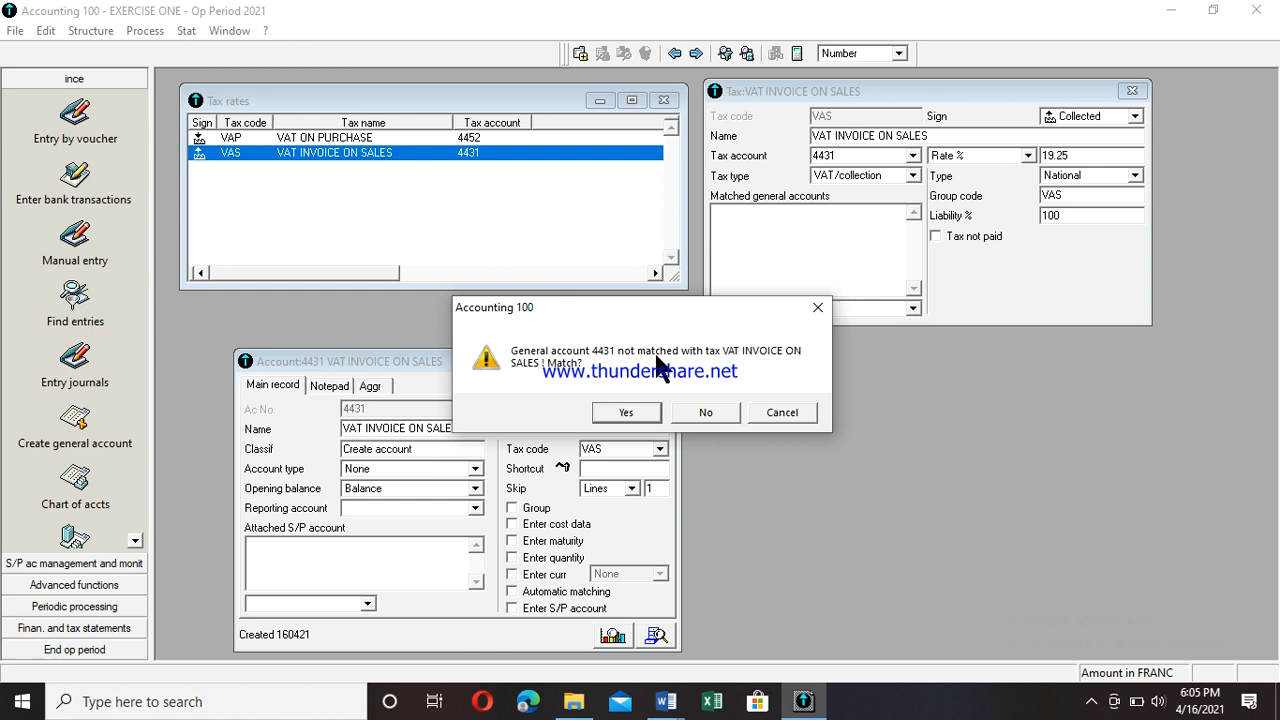 Accounting 100 - EXERCISE ONE - Op Period 2021
File Edit Structure Process Stat Window ?
Number
ince
Entry by voucher
Enter bank transactions
Manual entry
Find entries
Entry journals
Create general account
Chart of accts
S/P ac management and monit
Advanced functions
Periodic processing
Finan. and tax statements
End op period
Tax rates
Sign Tax code Tax name Tax account
VAP VAT ON PURCHASE 4452
VAS VAT INVOICE ON SALES 4431
Tax:VAT INVOICE ON SALES
Tax code VAS Sign Collected
Name VAT INVOICE ON SALES
Tax account 4431 Rate % 19.25
Tax type VAT/collection Type National
Matched general accounts Group code VAS
Liability % 100
Tax not paid
Accounting 100
General account 4431 not matched with tax VAT INVOICE ON
SALES ! Match?
www.thundershare.net
Yes No Cancel
Account:4431 VAT INVOICE ON SALES
Main record Notepad Aggr
Ac No. 4431
Name VAT INVOICE ON SALE
Classif Create account Tax code VAS
Account type None Shortcut
Opening balance Balance Skip Lines 1
Reporting account Group
Attached S/P account Enter cost data
Enter maturity
Enter quantity
Enter curr None
Automatic matching
Enter S/P account
Created 160421
Amount in FRANC
Type here to search
6:05 PM
4/16/2021